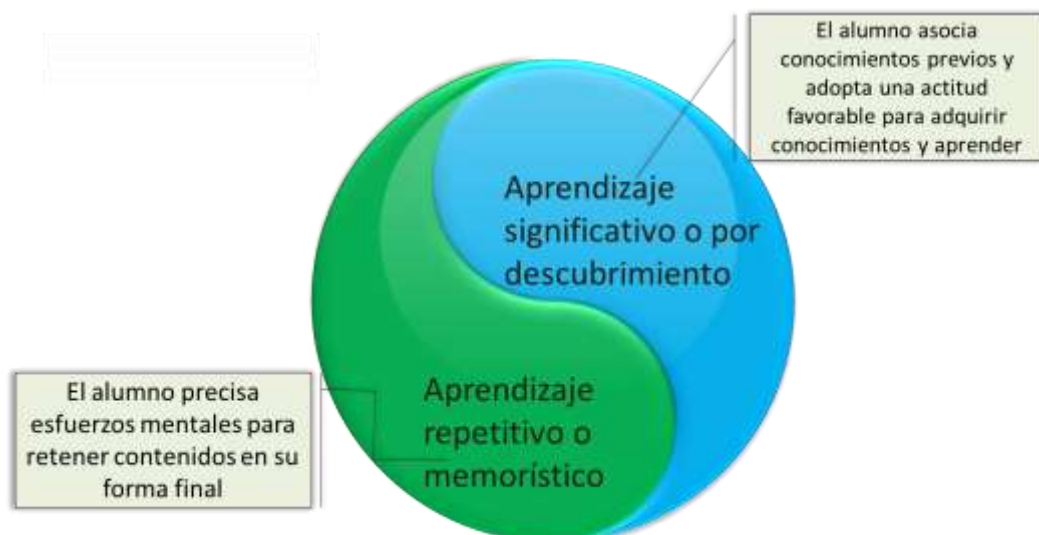 El alumno asocia
conocimientos previos y
adopta una actitud
favorable para adquirir
conocimientos y aprender
Aprendizaje
significativo o por
descubrimiento
El alumno precisa
esfuerzos mentales para
retener contenidos en su
forma final
Aprendizaje
repetitivo o
memorístico